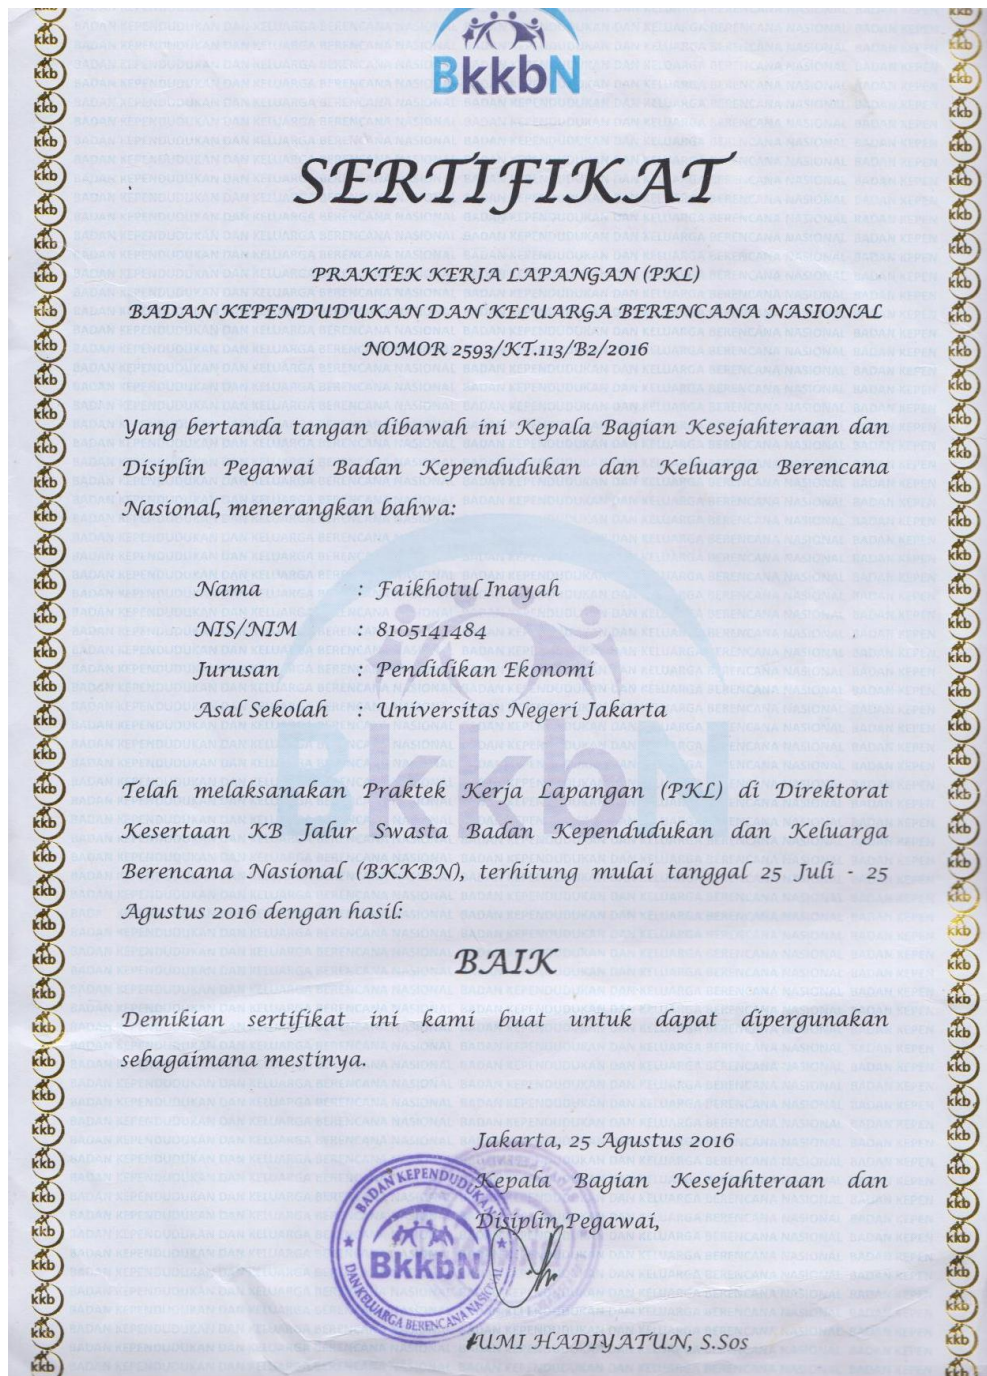 BkkbN
SERTIFIKAT
PRAKTEK KERJA LAPANGAN (PKL)
BADAN KEPENDUDUKAN DAN KELUARGA BERENCANA NASIONAL
NOMOR 2593/KT.113/B2/2016
Yang bertanda tangan dibawah ini Kepala Bagian Kesejahteraan dan
Disiplin Pegawai Badan Kependudukan dan Keluarga Berencana
Nasional, menerangkan bahwa:
Nama : Faikhotul Inayah
NIS/NIM : 8105141484
Jurusan : Pendidikan Ekonomi
Asal Sekolah : Universitas Negeri Jakarta
BkkbN
Telah melaksanakan Praktek Kerja Lapangan (PKL) di Direktorat
Kesertaan KB Jalur Swasta Badan Kependudukan dan Keluarga
Berencana Nasional (BKKBN), terhitung mulai tanggal 25 Juli - 25
Agustus 2016 dengan hasil:
BAIK
Demikian sertifikat ini kami buat untuk dapat dipergunakan
sebagaimana mestinya.
Jakarta, 25 Agustus 2016
Kepala Bagian Kesejahteraan dan
Disiplin Pegawai,
BADAN KEPENDUDUKAN
BkkbN
DAN KELUARGA BERENCANA NASIONAL
UMI HADIYATUN, S.Sos